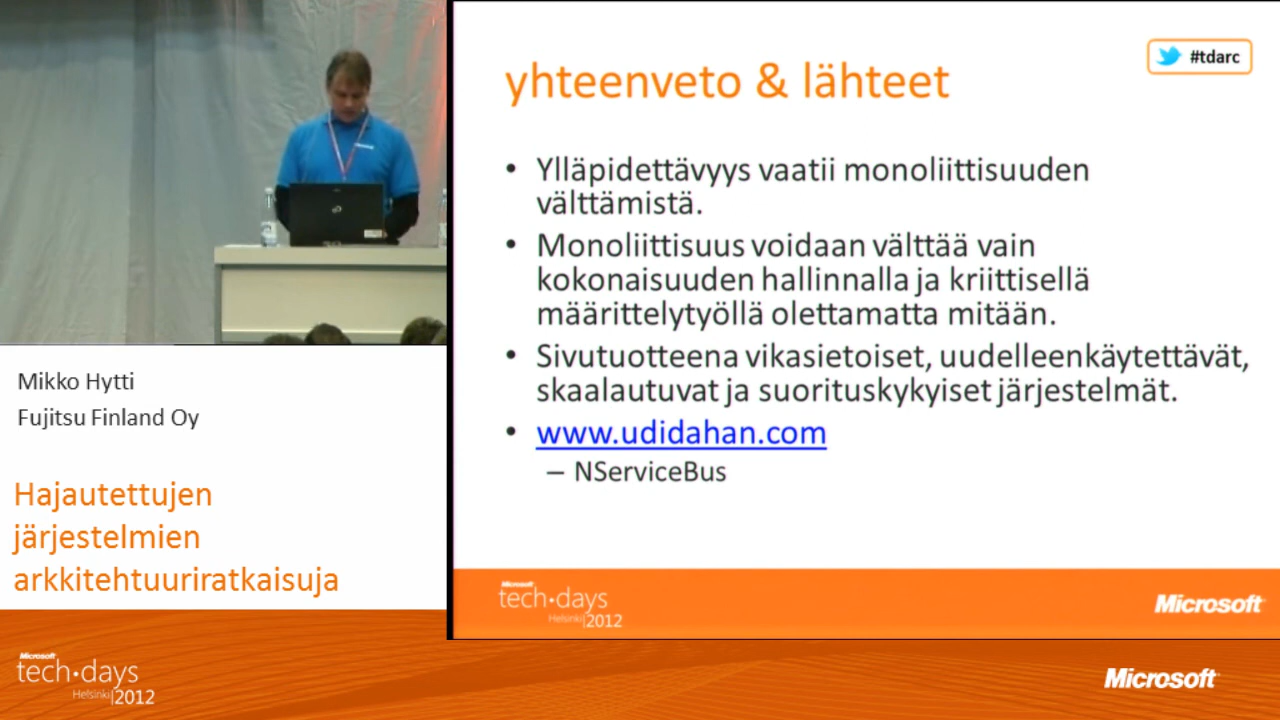 yhteenveto & lähteet
#tdarc
• Ylläpidettävyys vaatii monoliittisuuden
välttämistä.
• Monoliittisuus voidaan välttää vain
kokonaisuuden hallinnalla ja kriittisellä
määrittelytyöllä olettamatta mitään.
• Sivutuotteena vikasietoiset, uudelleenkäytettävät,
skaalautuvat ja suorituskykyiset järjestelmät.
• www.udidahan.com
– NServiceBus
Microsoft
tech·days
Helsinki|2012
Microsoft
Mikko Hytti
Fujitsu Finland Oy
Hajautettujen
järjestelmien
arkkitehtuuriratkaisuja
Microsoft
tech·days
Helsinki|2012
Microsoft